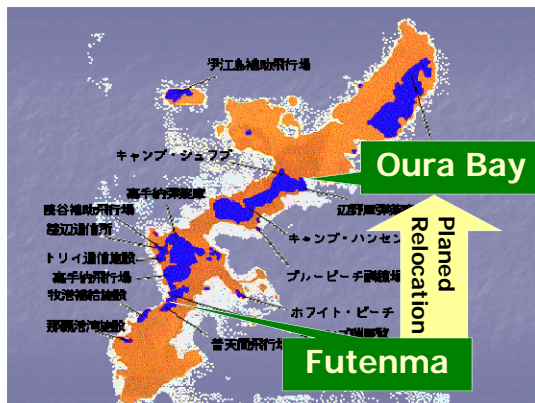 伊江島補助飛行場
キャンプ・シュワブ
Oura Bay
嘉手納弾薬庫
辺野古弾薬庫
読谷補助飛行場
楚辺通信所
キャンプ・ハンセン
トリイ通信施設
嘉手納飛行場
ブルービーチ訓練場
牧港補給施設
ホワイト・ビーチ
那覇港湾施設
普天間飛行場
Planed
Relocation
Futenma